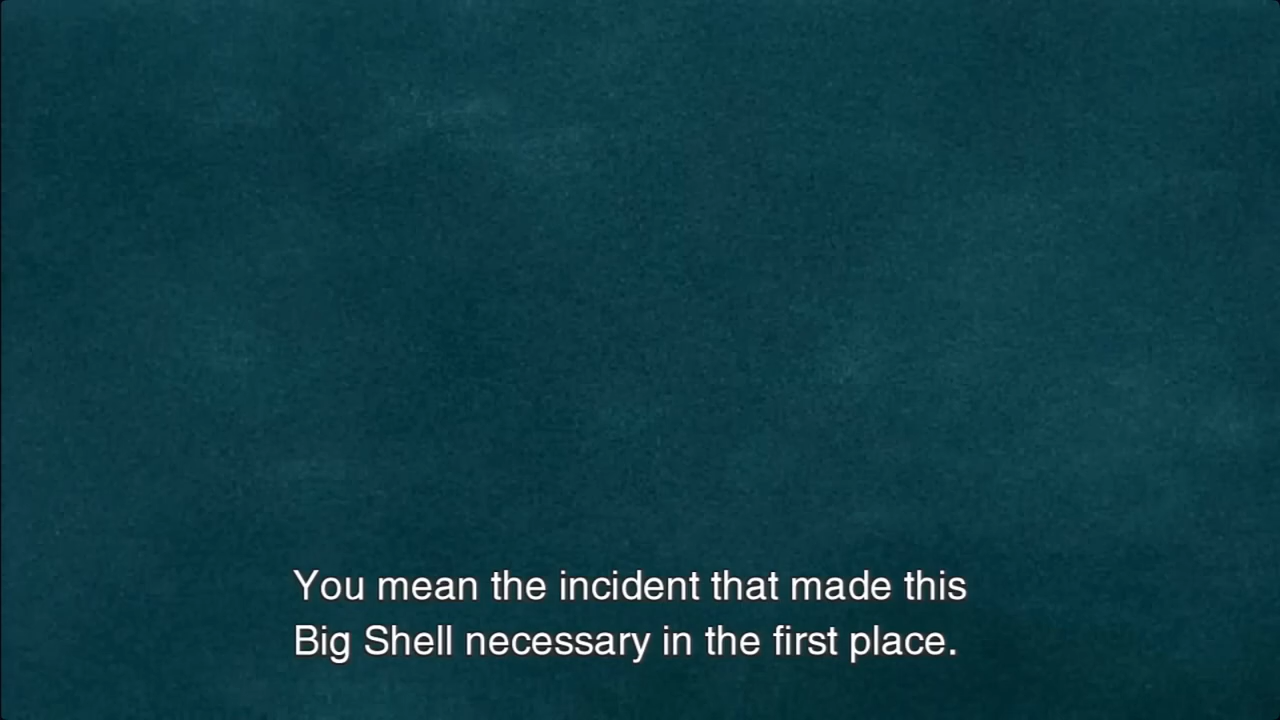 You mean the incident that made this
Big Shell necessary in the first place.